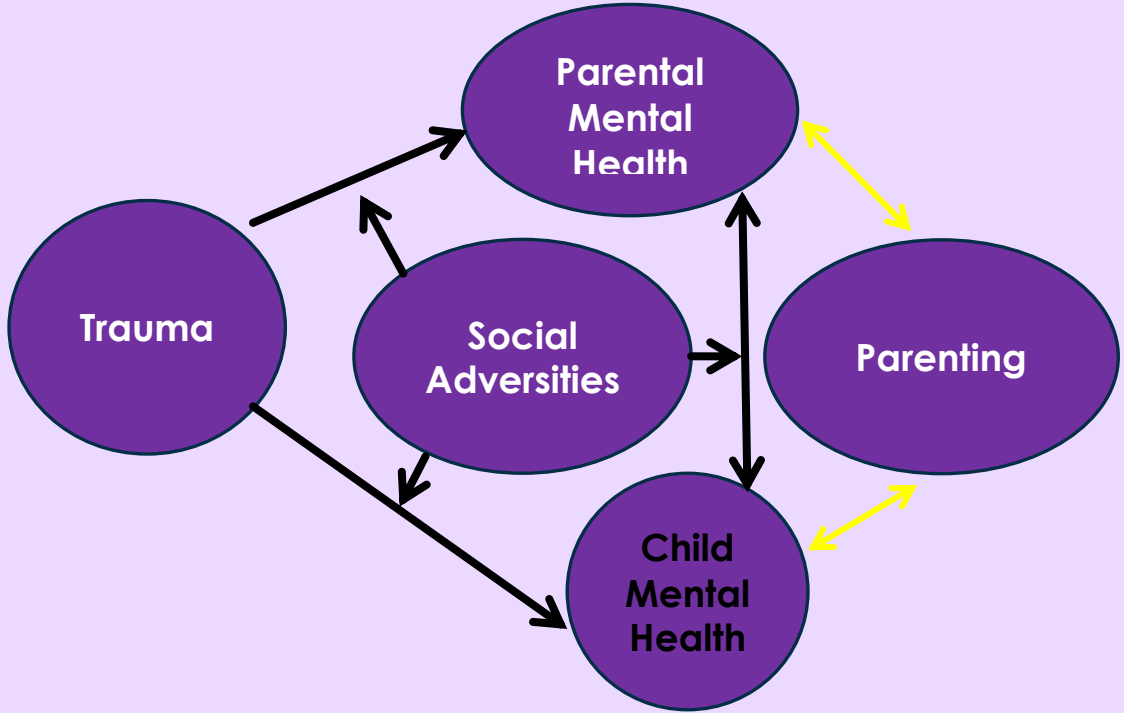 Parental
Mental
Health
Trauma
Social
Adversities
Parenting
Child
Mental
Health